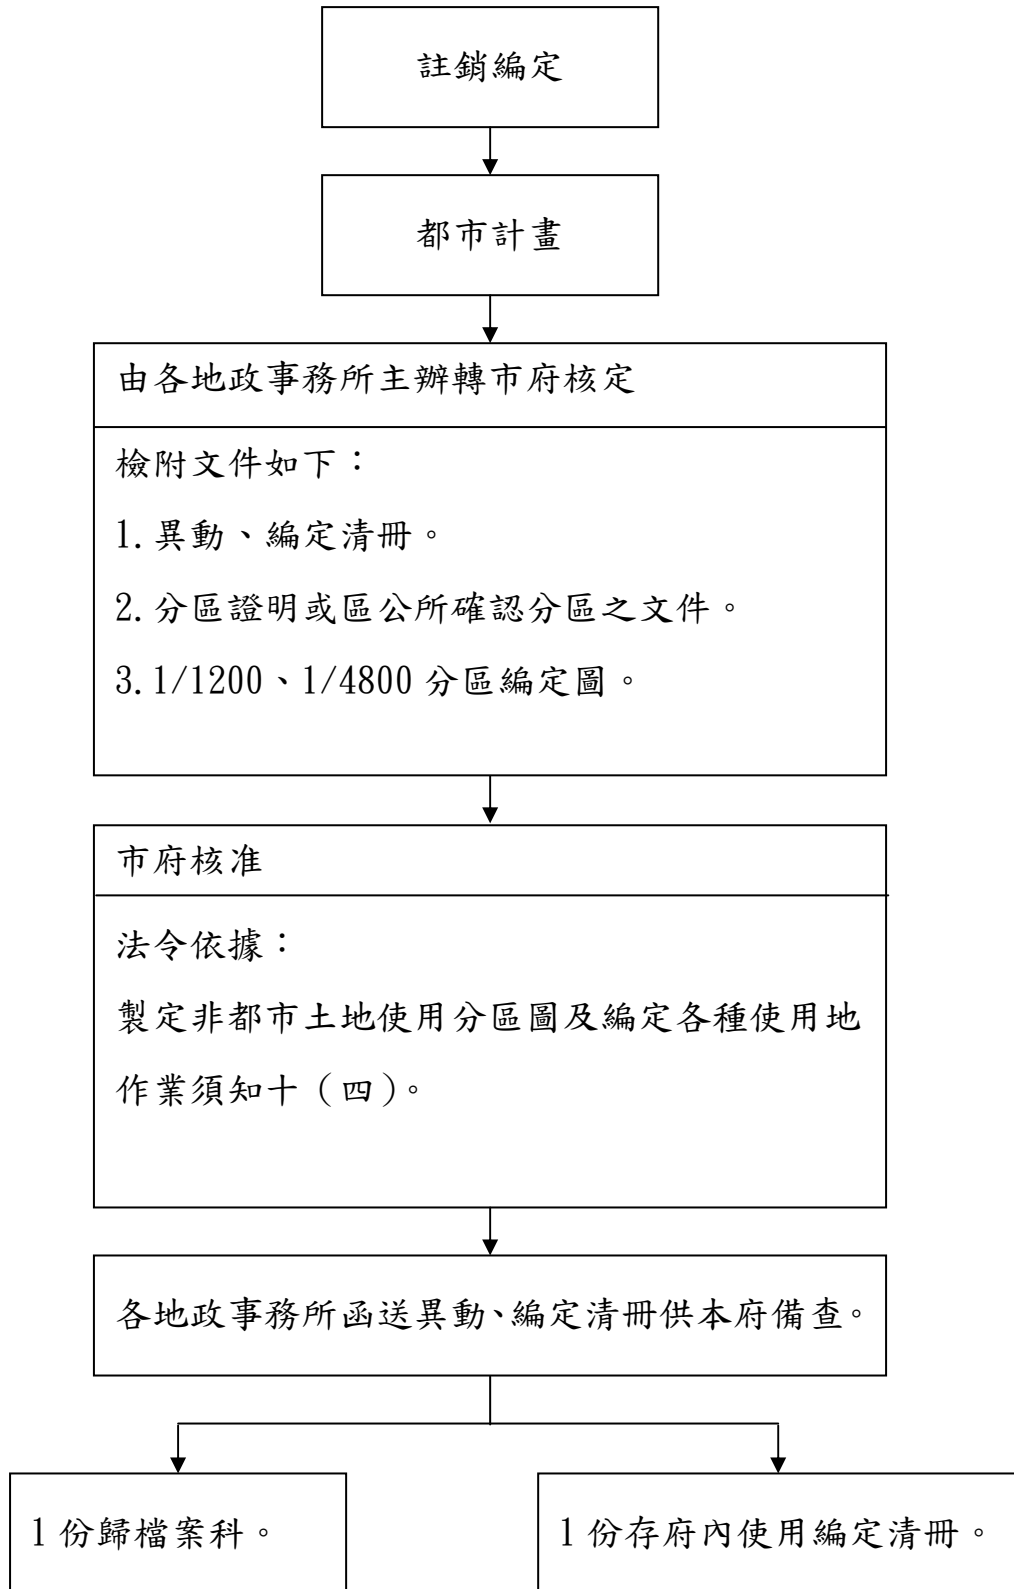 註銷編定
都市計畫
由各地政事務所主辦轉市府核定
檢附文件如下：
1.異動、編定清冊。
2.分區證明或區公所確認分區之文件。
3.1/1200、1/4800分區編定圖。
市府核准
法令依據：
製定非都市土地使用分區圖及編定各種使用地
作業須知十（四）。
各地政事務所函送異動、編定清冊供本府備查。
1份歸檔案科。
1份存府內使用編定清冊。